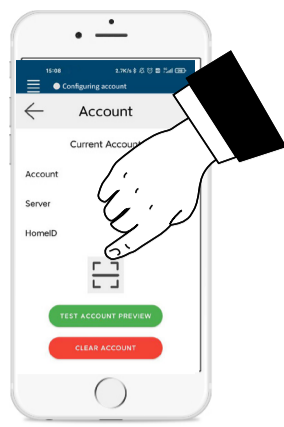 15:08
Configuring account
Account
Current Account
Account
Server
HomeID
TEST ACCOUNT PREVIEW
CLEAR ACCOUNT